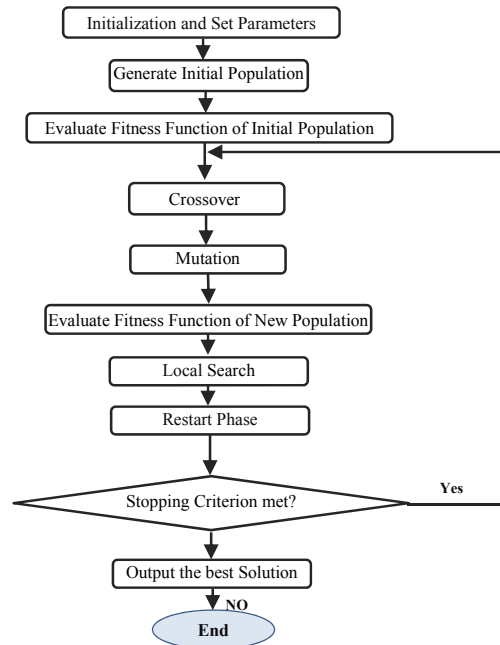 Initialization and Set Parameters
Generate Initial Population
Evaluate Fitness Function of Initial Population
Crossover
Mutation
Evaluate Fitness Function of New Population
Local Search
Restart Phase
Stopping Criterion met?
Yes
Output the best Solution
NO
End